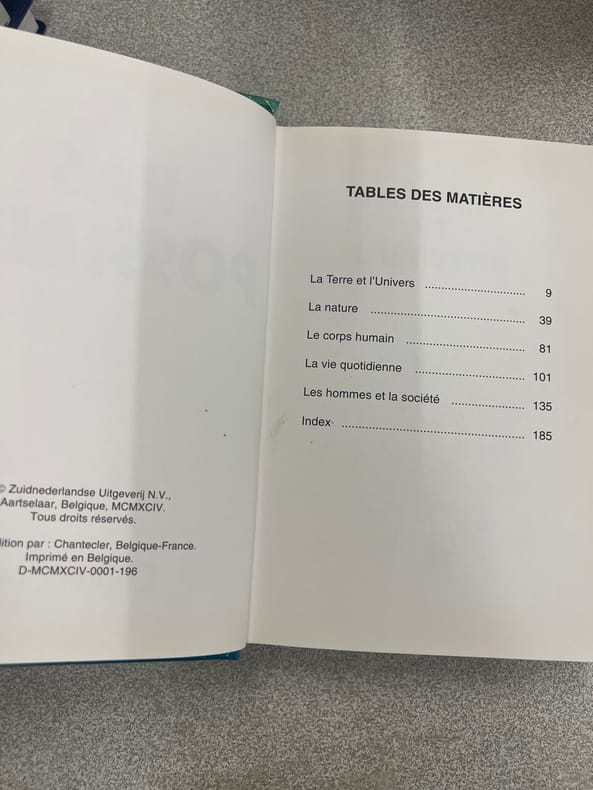 © Zuidnederlandse Uitgeverij N.V.,
Aartselaar, Belgique, MCMXCIV.
Tous droits réservés.
dition par : Chantecler, Belgique-France.
Imprimé en Belgique.
D-MCMXCIV-0001-196
TABLES DES MATIÈRES
La Terre et l'Univers .............................. 9
La nature .............................. 39
Le corps humain .............................. 81
La vie quotidienne .............................. 101
Les hommes et la société .............................. 135
Index .............................. 185